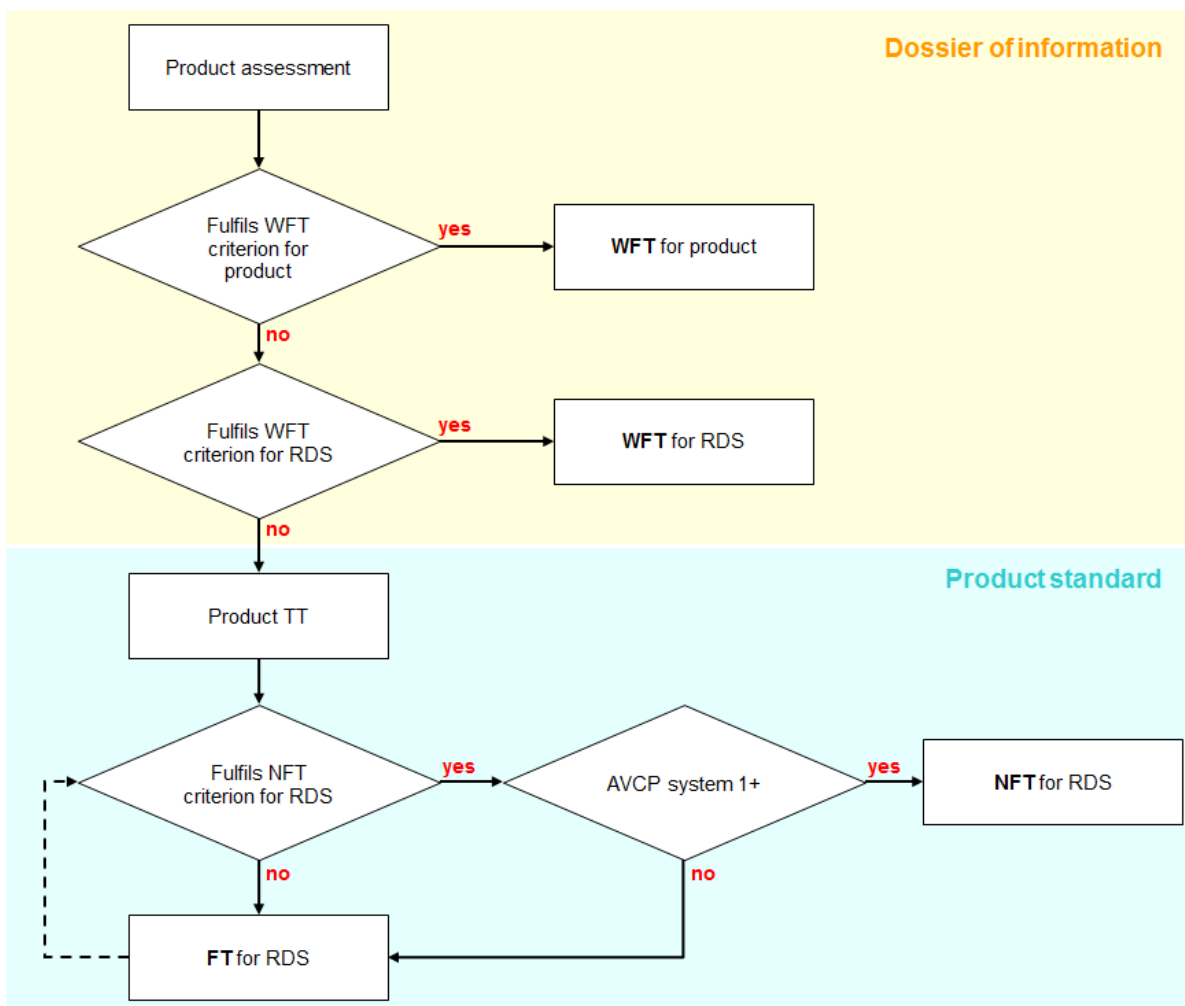 Dossier of information
Product assessment
Fulfils WFT
criterion for
product
yes
WFT for product
no
Fulfils WFT
criterion for RDS
yes
WFT for RDS
no
Product standard
Product TT
Fulfils NFT
criterion for RDS
yes
AVCP system 1+
yes
NFT for RDS
no
no
FT for RDS